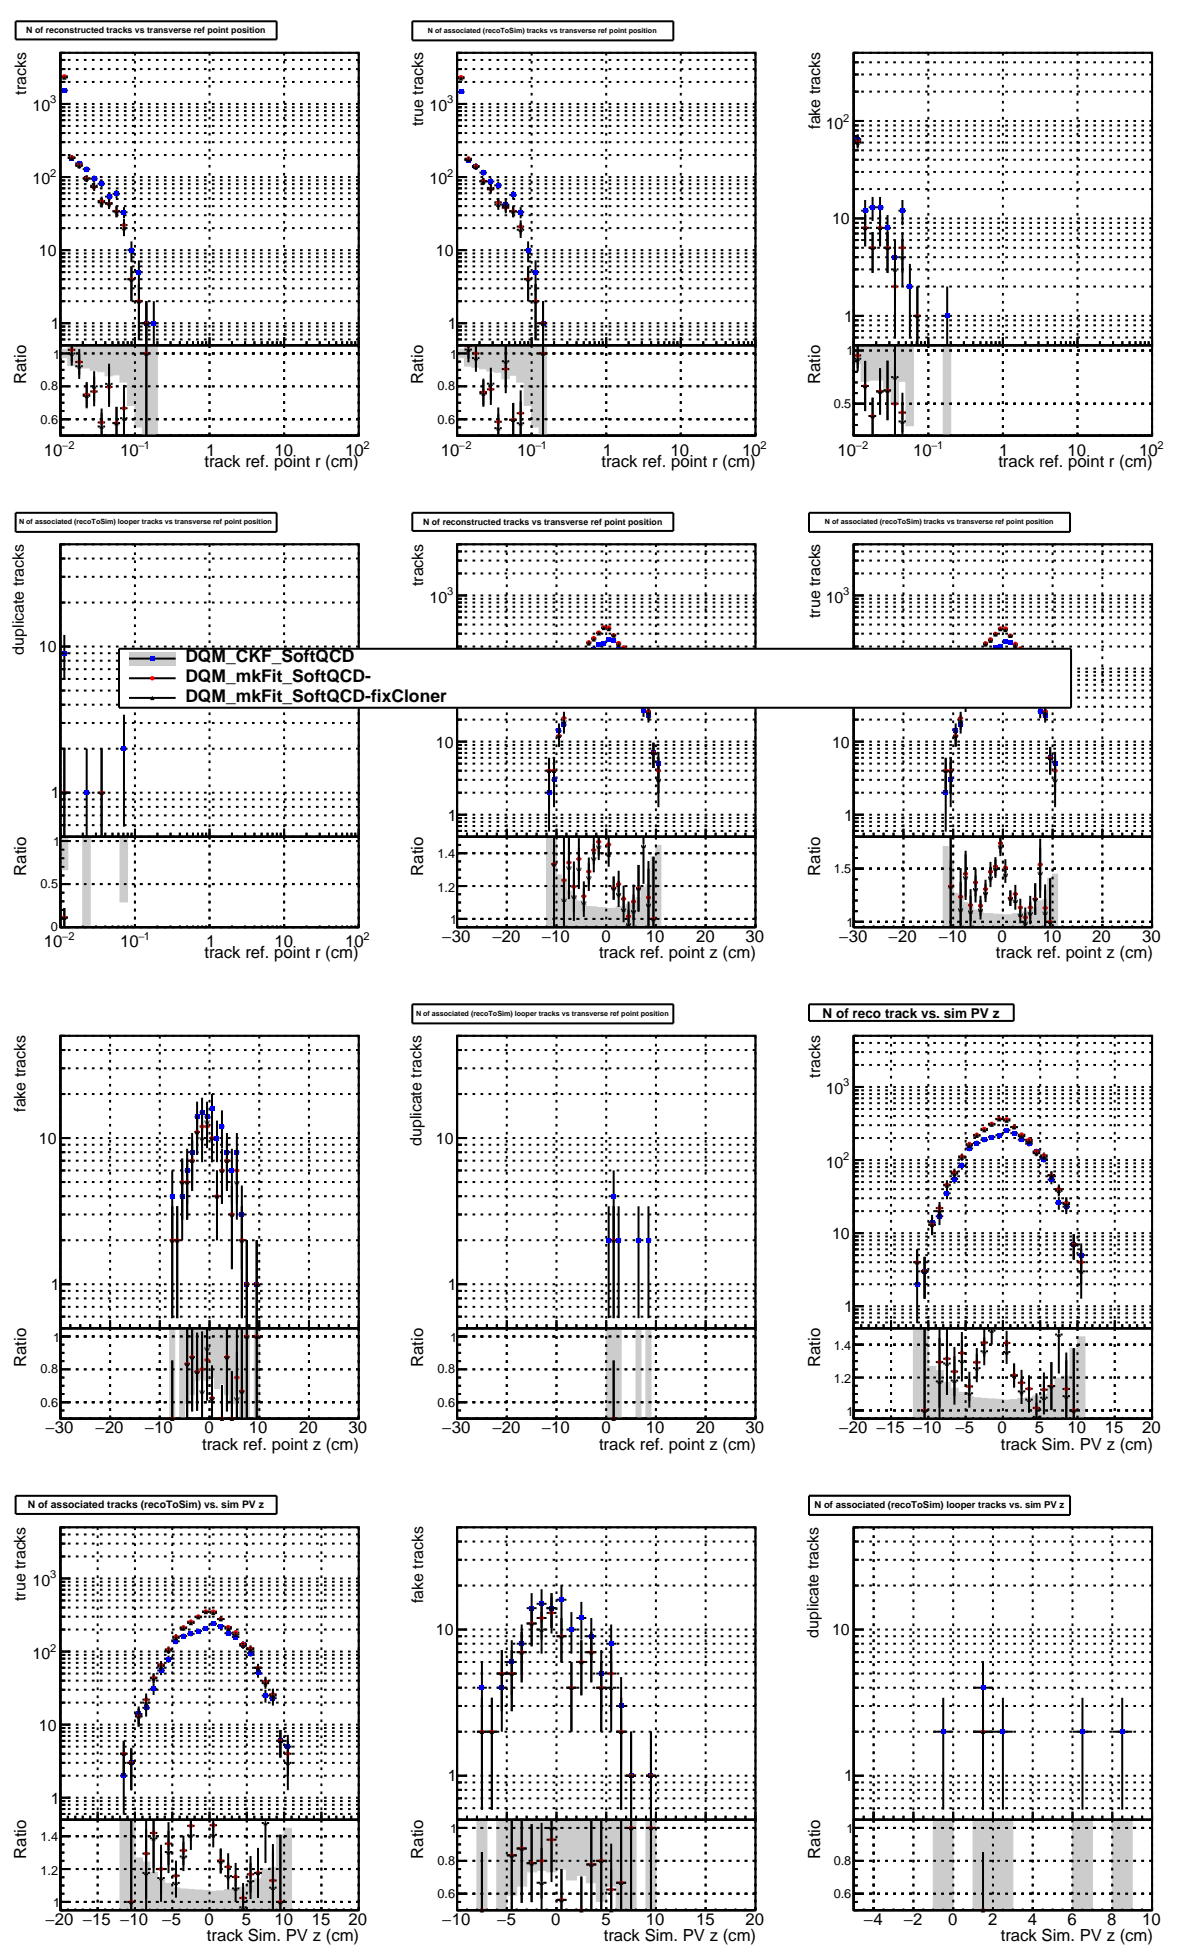 N of reconstructed tracks vs transverse ref point position
tracks
10³
10²
10
1
Ratio
1
0.8
0.6
10⁻² 10⁻¹ 1 10 10²
track ref. point r (cm)
N of associated (recoToSim) tracks vs transverse ref point position
true tracks
10³
10²
10
1
Ratio
1
0.8
0.6
10⁻² 10⁻¹ 1 10 10²
track ref. point r (cm)
fake tracks
10²
10
1
Ratio
1
0.5
10⁻² 10⁻¹ 1 10 10²
track ref. point r (cm)
N of associated (recoToSim) looper tracks vs transverse ref point position
duplicate tracks
10
1
Ratio
1
0.5
0
10⁻² 10⁻¹ 1 10 10²
track ref. point r (cm)
N of reconstructed tracks vs transverse ref point position
tracks
10³
10
1
Ratio
1.4
1.2
1
−30 −20 −10 0 10 20 30
track ref. point z (cm)
N of associated (recoToSim) tracks vs transverse ref point position
true tracks
10³
10
1
Ratio
1.5
1
−30 −20 −10 0 10 20 30
track ref. point z (cm)
DQM_CKF_SoftQCD
DQM_mkFit_SoftQCD-
DQM_mkFit_SoftQCD-fixCloner
fake tracks
10
1
Ratio
1
0.8
0.6
−30 −20 −10 0 10 20 30
track ref. point z (cm)
N of associated (recoToSim) looper tracks vs transverse ref point position
duplicate tracks
10
1
Ratio
1
0.8
0.6
−30 −20 −10 0 10 20 30
track ref. point z (cm)
N of reco track vs. sim PV z
tracks
10³
10²
10
1
Ratio
1.4
1.2
1
−20 −15 −10 −5 0 5 10 15 20
track Sim. PV z (cm)
N of associated tracks (recoToSim) vs. sim PV z
true tracks
10³
10²
10
1
Ratio
1.4
1.2
1
−20 −15 −10 −5 0 5 10 15 20
track Sim. PV z (cm)
fake tracks
10
1
Ratio
1
0.8
0.6
−10 −5 0 5 10 15 20
track Sim. PV z (cm)
N of associated (recoToSim) looper tracks vs. sim PV z
duplicate tracks
10
1
Ratio
1
0.8
0.6
−4 −2 0 2 4 6 8 10
track Sim. PV z (cm)